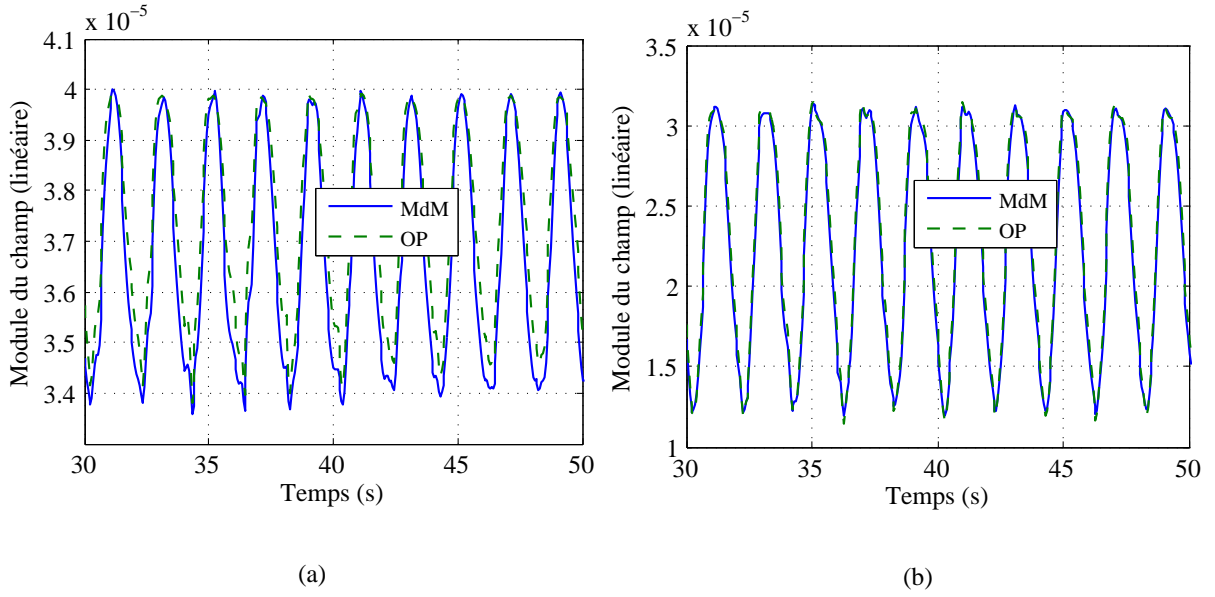 x 10⁻⁵
4.1
4
3.9
3.8
3.7
3.6
3.5
3.4
30
35
40
45
50
Temps (s)
Module du champ (linéaire)
MdM
OP
(a)
x 10⁻⁵
3.5
3
2.5
2
1.5
1
30
35
40
45
50
Temps (s)
Module du champ (linéaire)
MdM
OP
(b)